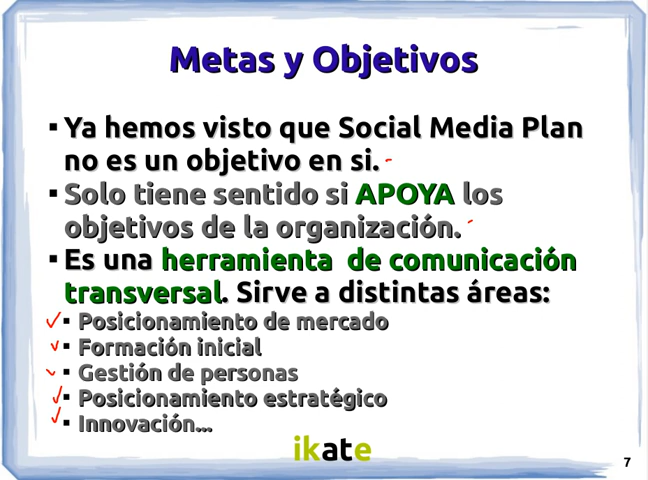 Metas y Objetivos
▪ Ya hemos visto que Social Media Plan
no es un objetivo en si.
▪ Solo tiene sentido si APOYA los
objetivos de la organización.
▪ Es una herramienta de comunicación
transversal. Sirve a distintas áreas:
▪ Posicionamiento de mercado
▪ Formación inicial
▪ Gestión de personas
▪ Posicionamiento estratégico
▪ Innovación...
ikate
7